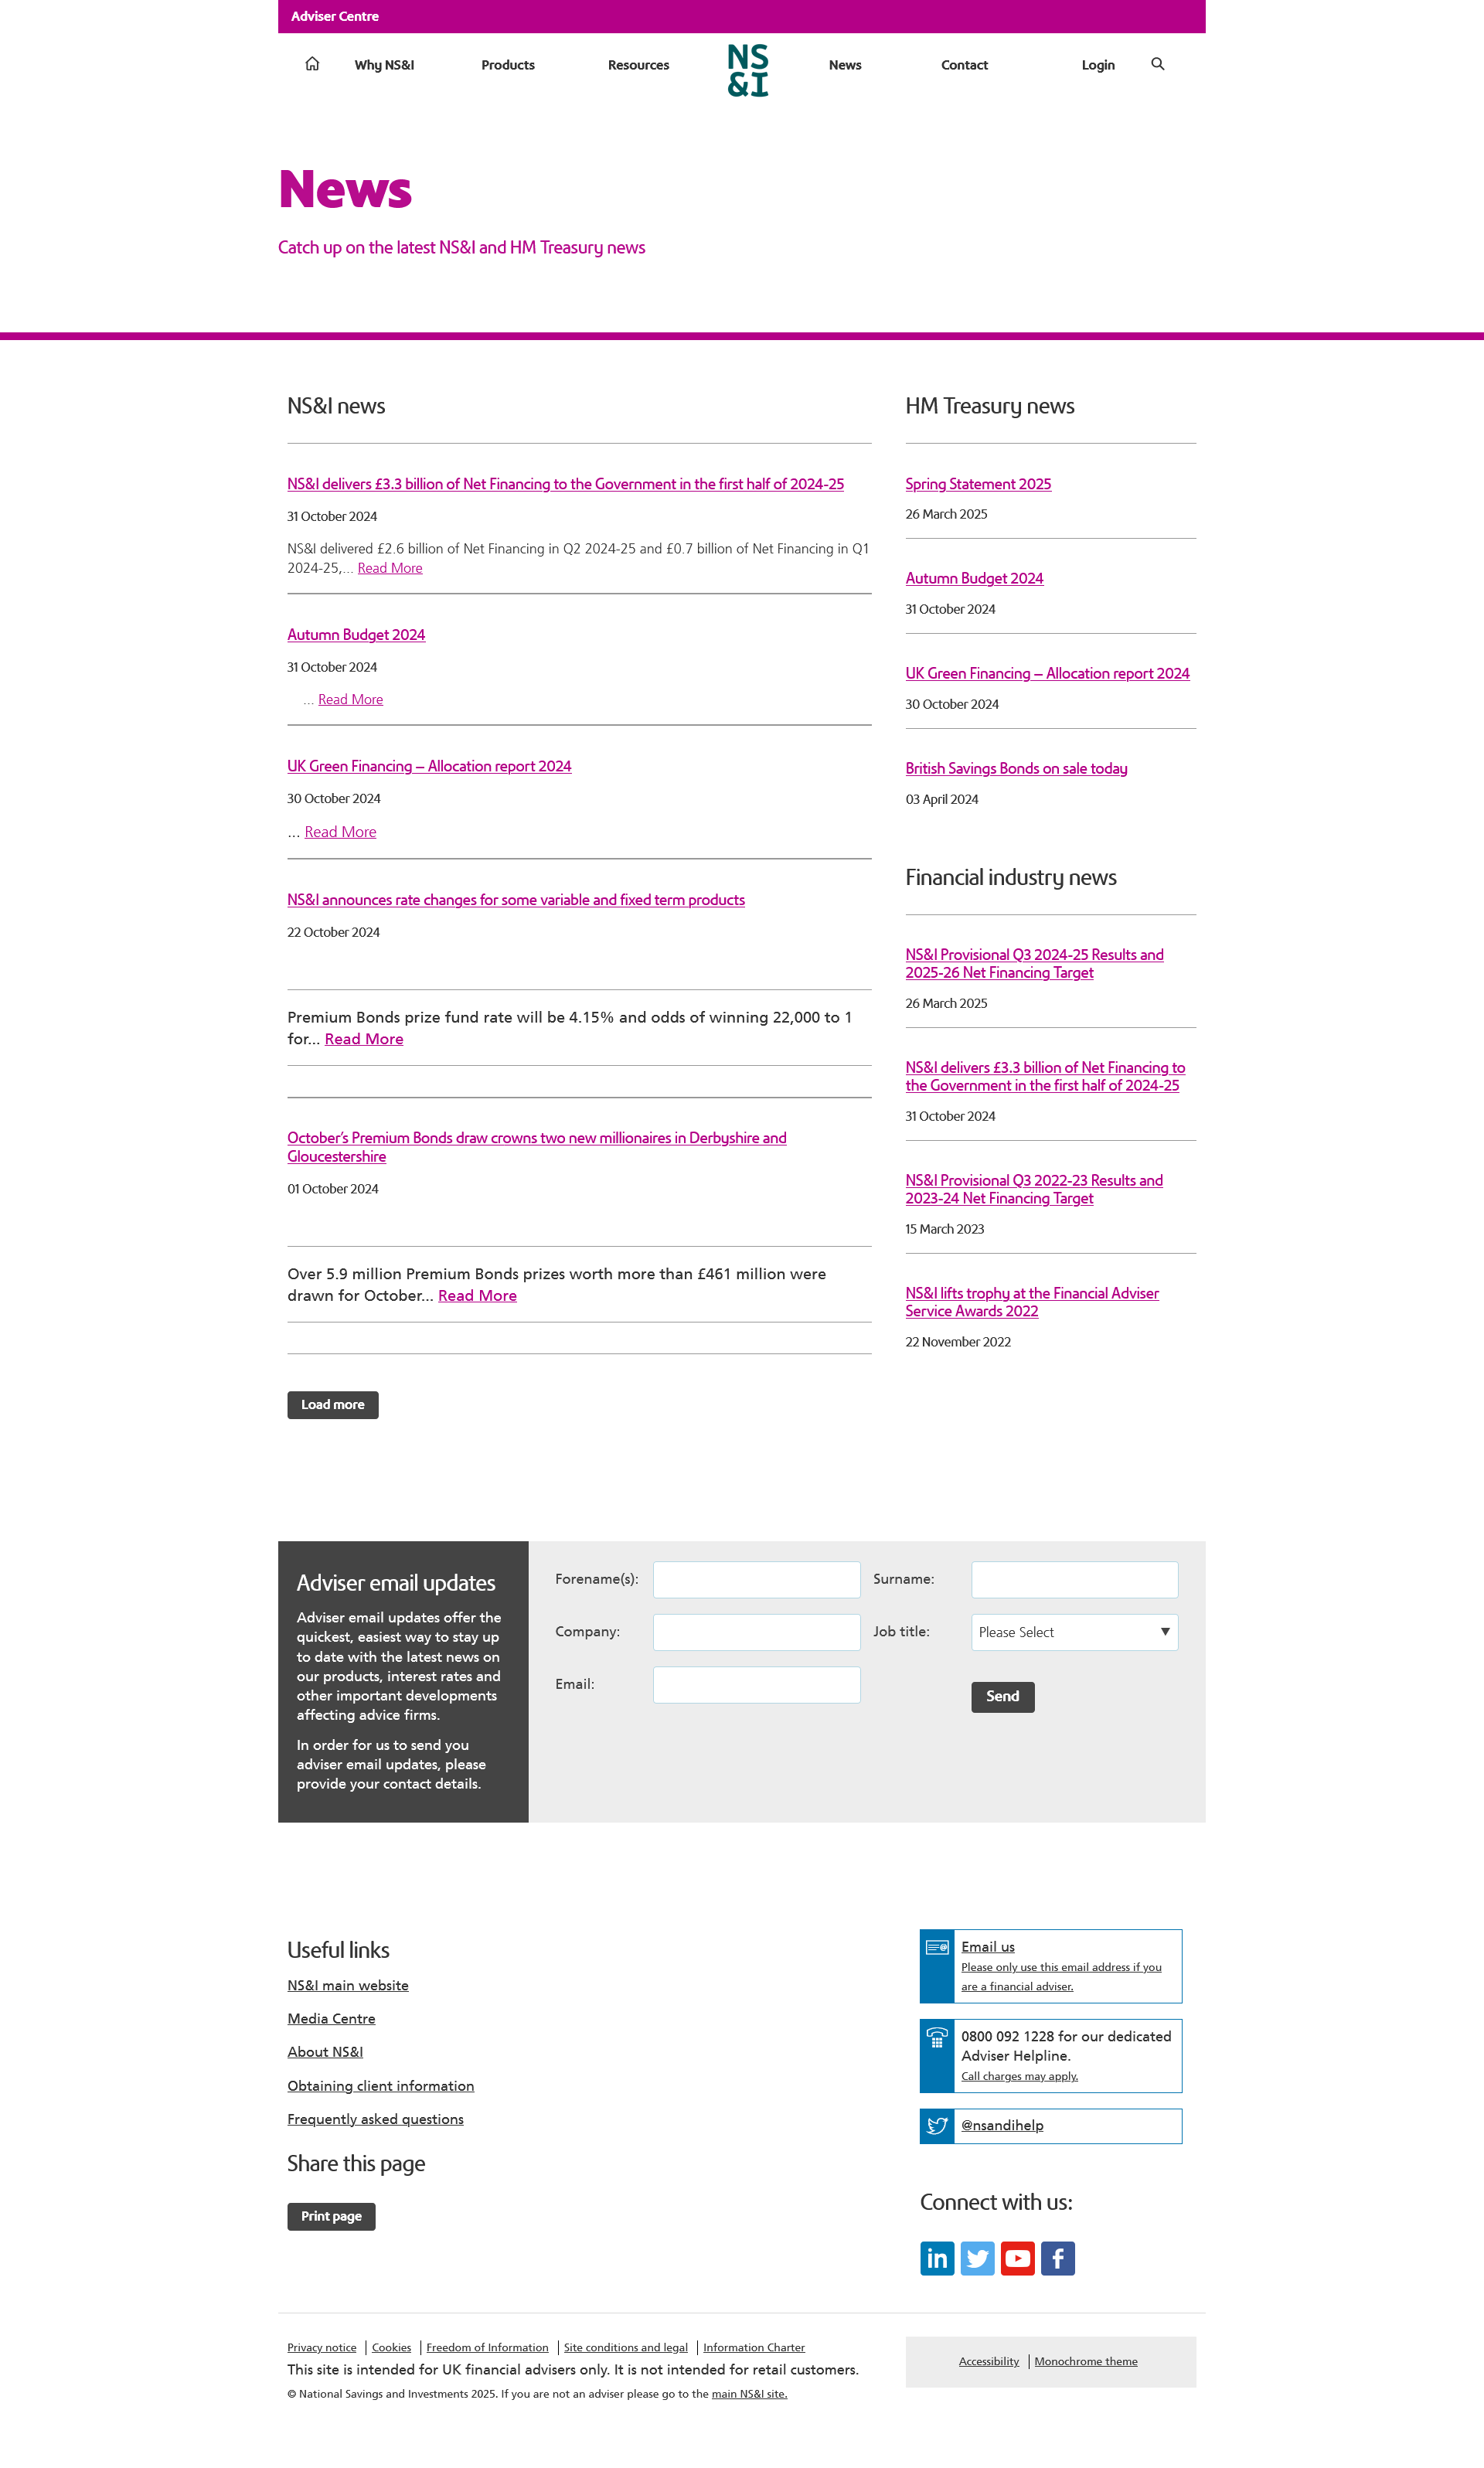 Adviser Centre
Why NS&I
Products
Resources
NS
&I
News
Contact
Login
News
Catch up on the latest NS&I and HM Treasury news
NS&I news
NS&I delivers £3.3 billion of Net Financing to the Government in the first half of 2024-25
31 October 2024
NS&I delivered £2.6 billion of Net Financing in Q2 2024-25 and £0.7 billion of Net Financing in Q1
2024-25,... Read More
Autumn Budget 2024
31 October 2024
... Read More
UK Green Financing – Allocation report 2024
30 October 2024
... Read More
NS&I announces rate changes for some variable and fixed term products
22 October 2024
Premium Bonds prize fund rate will be 4.15% and odds of winning 22,000 to 1
for... Read More
October’s Premium Bonds draw crowns two new millionaires in Derbyshire and
Gloucestershire
01 October 2024
Over 5.9 million Premium Bonds prizes worth more than £461 million were
drawn for October... Read More
Load more
HM Treasury news
Spring Statement 2025
26 March 2025
Autumn Budget 2024
31 October 2024
UK Green Financing – Allocation report 2024
30 October 2024
British Savings Bonds on sale today
03 April 2024
Financial industry news
NS&I Provisional Q3 2024-25 Results and
2025-26 Net Financing Target
26 March 2025
NS&I delivers £3.3 billion of Net Financing to
the Government in the first half of 2024-25
31 October 2024
NS&I Provisional Q3 2022-23 Results and
2023-24 Net Financing Target
15 March 2023
NS&I lifts trophy at the Financial Adviser
Service Awards 2022
22 November 2022
Adviser email updates
Adviser email updates offer the
quickest, easiest way to stay up
to date with the latest news on
our products, interest rates and
other important developments
affecting advice firms.
In order for us to send you
adviser email updates, please
provide your contact details.
Forename(s):
Surname:
Company:
Job title:
Please Select
Email:
Send
Useful links
NS&I main website
Media Centre
About NS&I
Obtaining client information
Frequently asked questions
Share this page
Print page
Email us
Please only use this email address if you
are a financial adviser.
0800 092 1228 for our dedicated
Adviser Helpline.
Call charges may apply.
@nsandihelp
Connect with us:
Privacy notice
Cookies
Freedom of Information
Site conditions and legal
Information Charter
This site is intended for UK financial advisers only. It is not intended for retail customers.
© National Savings and Investments 2025. If you are not an adviser please go to the main NS&I site.
Accessibility
Monochrome theme